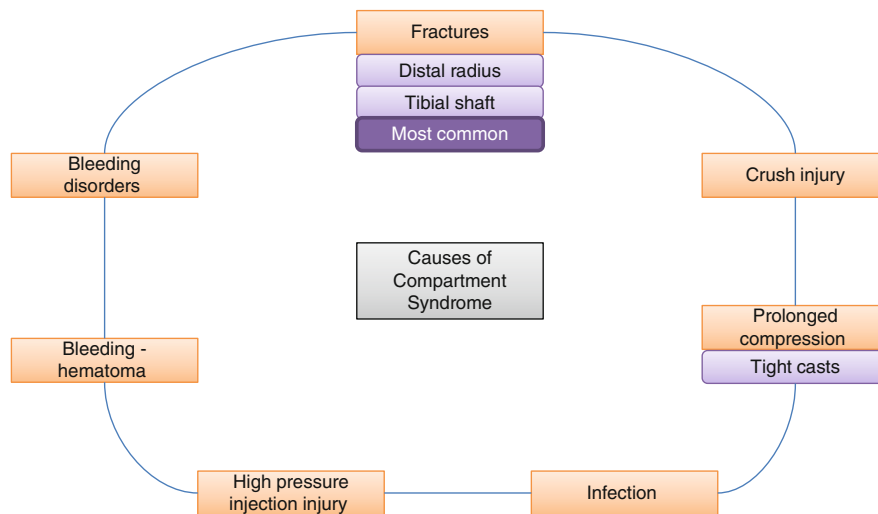 Fractures
Distal radius
Tibial shaft
Most common
Bleeding
disorders
Crush injury
Causes of
Compartment
Syndrome
Prolonged
compression
Tight casts
Bleeding -
hematoma
High pressure
injection injury
Infection